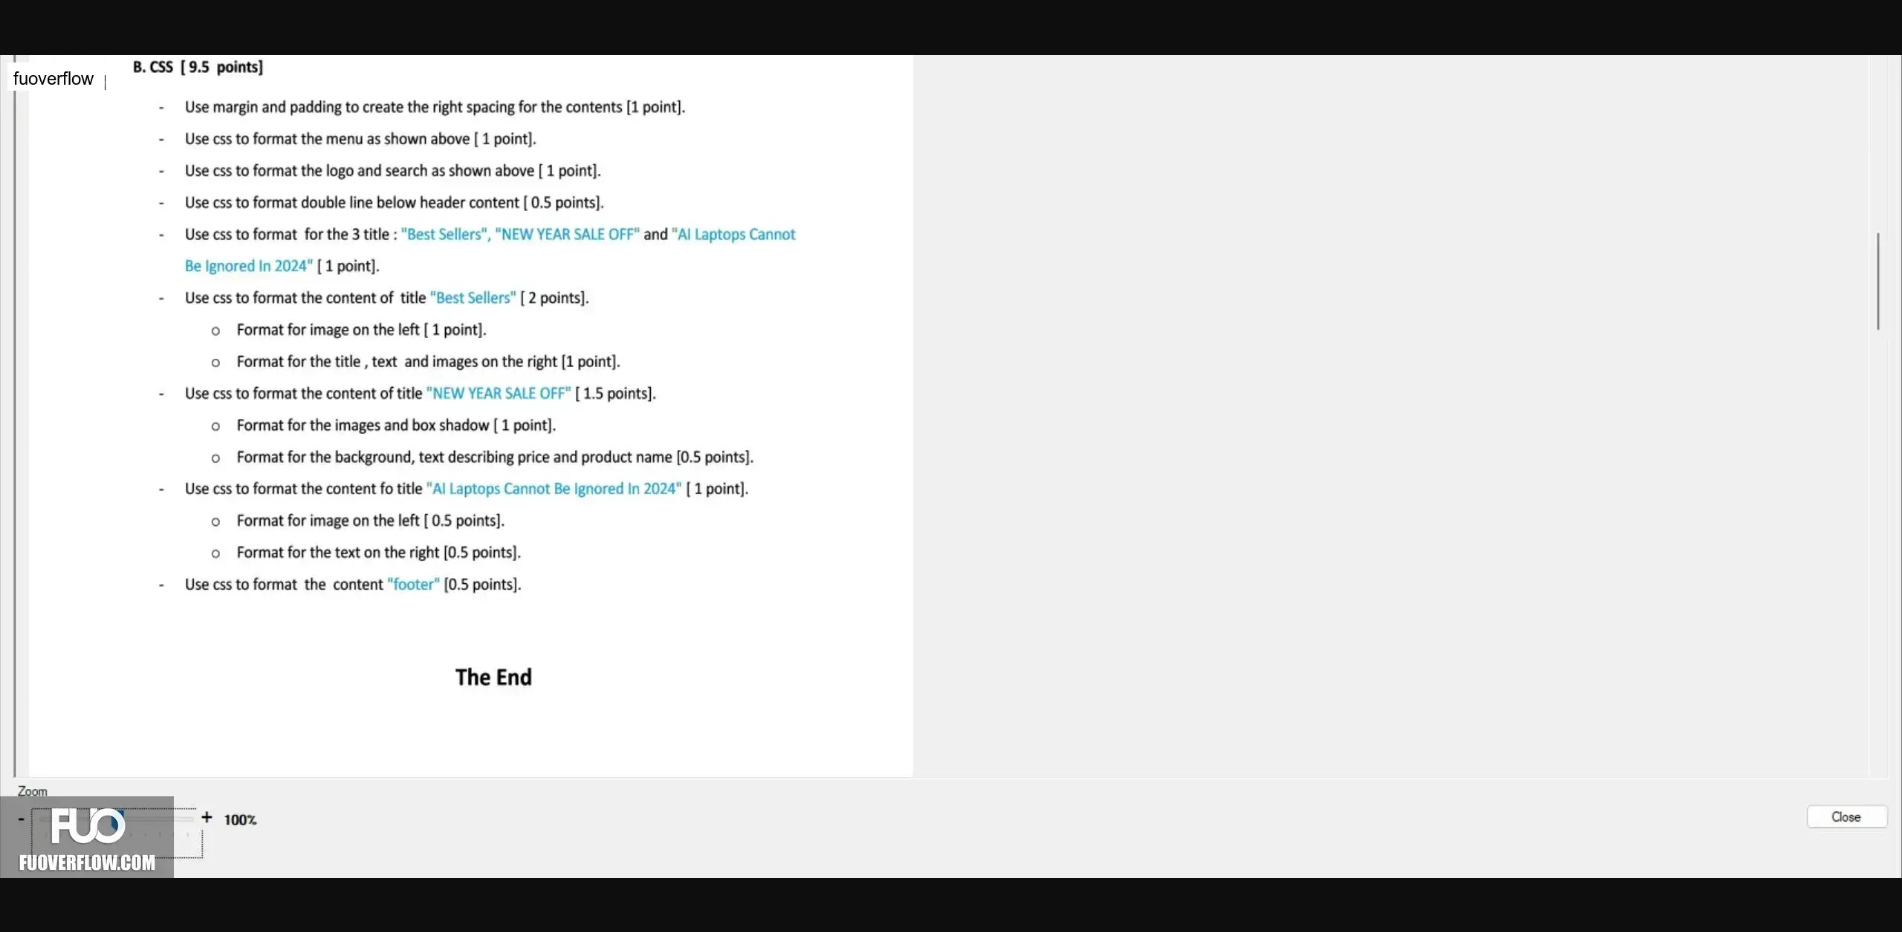 B. CSS [ 9.5 points]
fuoverflow
- Use margin and padding to create the right spacing for the contents [1 point].
- Use css to format the menu as shown above [ 1 point].
- Use css to format the logo and search as shown above [ 1 point].
- Use css to format double line below header content [ 0.5 points].
- Use css to format for the 3 title : "Best Sellers", "NEW YEAR SALE OFF" and "AI Laptops Cannot
Be Ignored In 2024" [ 1 point].
- Use css to format the content of title "Best Sellers" [ 2 points].
o Format for image on the left [ 1 point].
o Format for the title , text and images on the right [1 point].
- Use css to format the content of title "NEW YEAR SALE OFF" [ 1.5 points].
o Format for the images and box shadow [ 1 point].
o Format for the background, text describing price and product name [0.5 points].
- Use css to format the content fo title "AI Laptops Cannot Be Ignored In 2024" [ 1 point].
o Format for image on the left [ 0.5 points].
o Format for the text on the right [0.5 points].
- Use css to format the content "footer" [0.5 points].
The End
Zoom
- + 100%
Close
FUO
FUOVERFLOW.COM